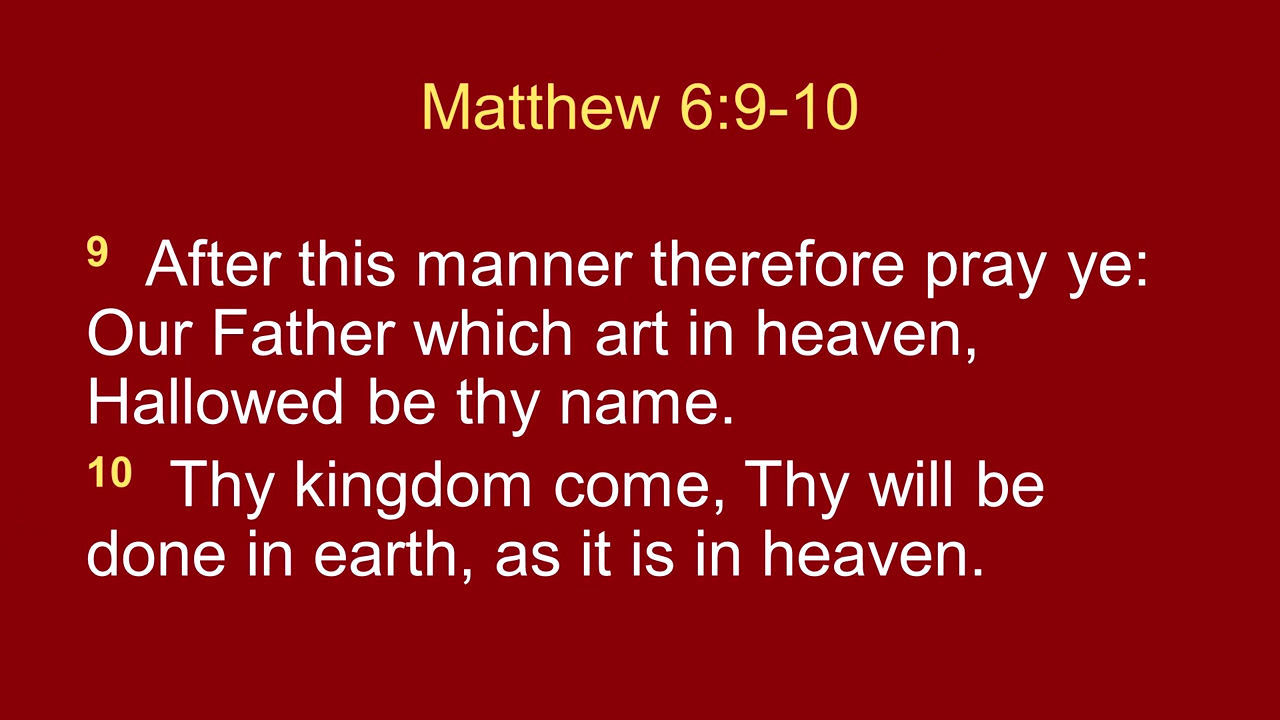 Matthew 6:9-10
9 After this manner therefore pray ye:
Our Father which art in heaven,
Hallowed be thy name.
10 Thy kingdom come, Thy will be
done in earth, as it is in heaven.